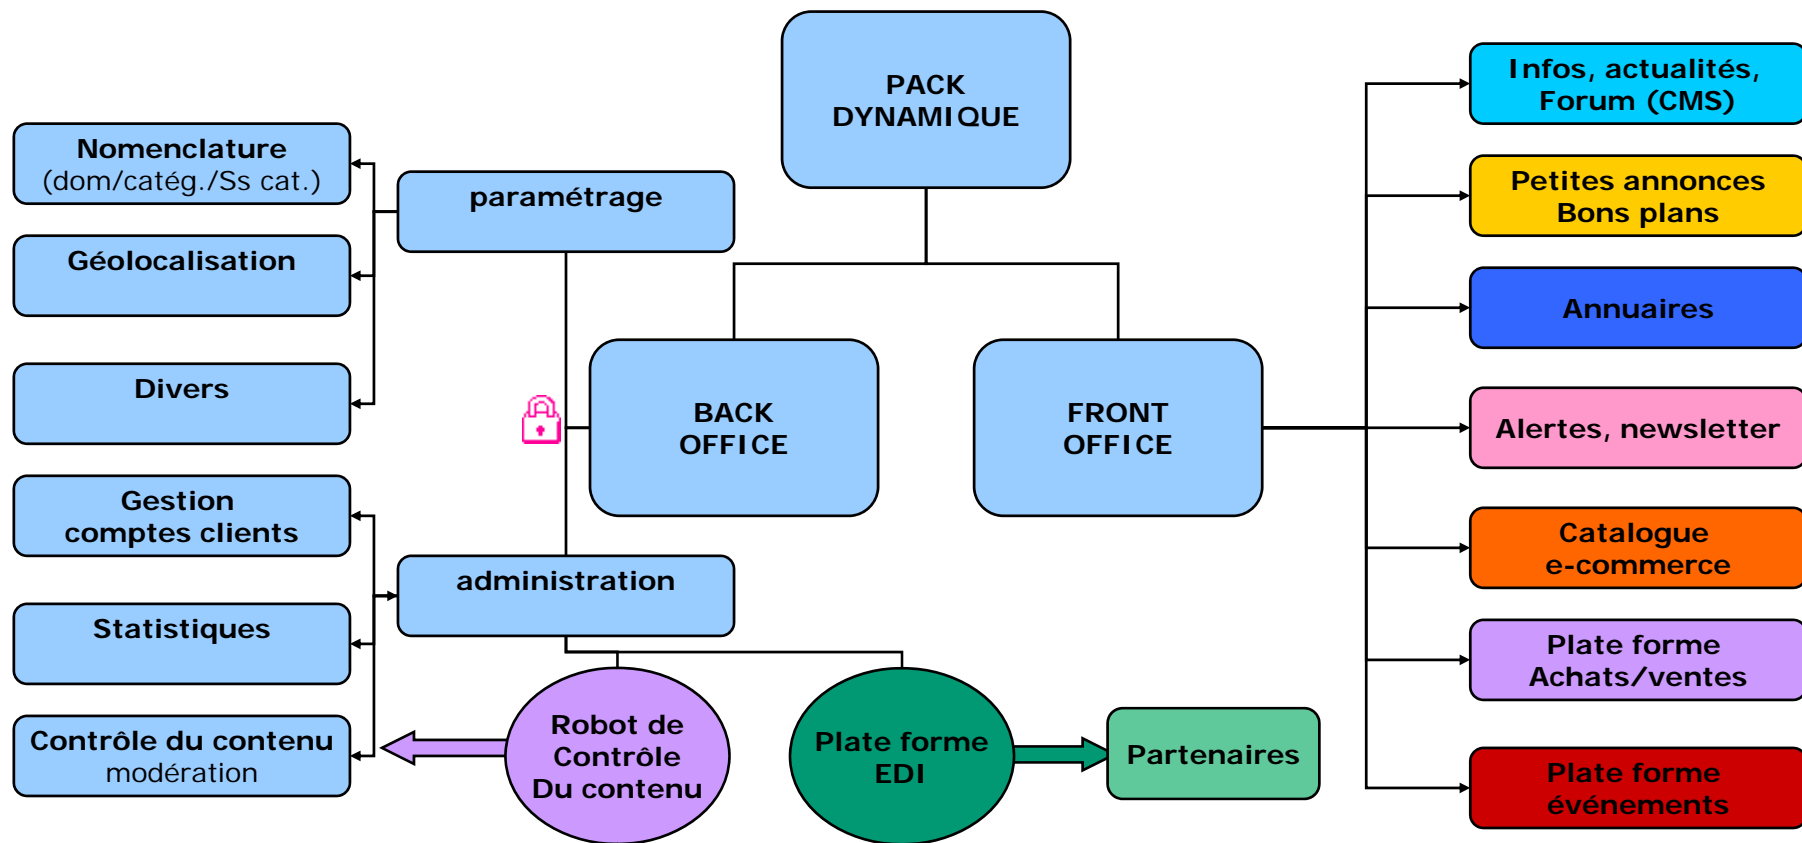 PACK
DYNAMIQUE
Nomenclature
(dom/catég./Ss cat.)
Géolocalisation
Divers
paramétrage
BACK
OFFICE
FRONT
OFFICE
Gestion
comptes clients
Statistiques
Contrôle du contenu
modération
administration
Robot de
Contrôle
Du contenu
Plate forme
EDI
Partenaires
Infos, actualités,
Forum (CMS)
Petites annonces
Bons plans
Annuaires
Alertes, newsletter
Catalogue
e-commerce
Plate forme
Achats/ventes
Plate forme
événements